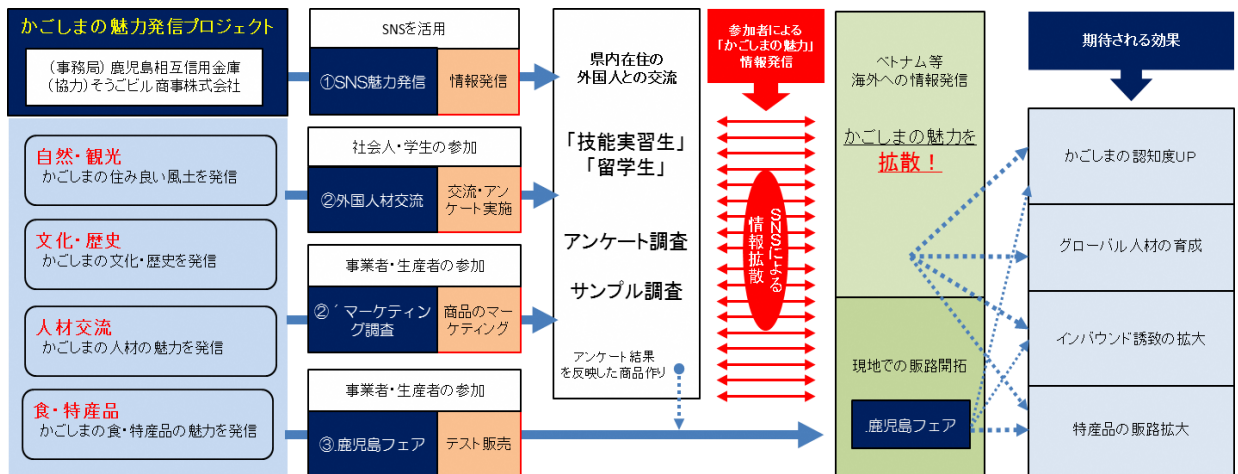 かごしまの魅力発信プロジェクト
(事務局)鹿児島相互信用金庫
(協力)そうごビル商事株式会社
自然・観光
かごしまの住み良い風土を発信
文化・歴史
かごしまの文化・歴史を発信
人材交流
かごしまの人材の魅力を発信
食・特産品
かごしまの食・特産品の魅力を発信
SNSを活用
①SNS魅力発信
情報発信
社会人・学生の参加
②外国人材交流
交流・アン
ケート実施
事業者・生産者の参加
②´マーケティン
グ調査
商品のマー
ケティング
事業者・生産者の参加
③.鹿児島フェア
テスト販売
県内在住の
外国人との交流
「技能実習生」
「留学生」
アンケート調査
サンプル調査
アンケート結果
を反映した商品作り
参加者による
「かごしまの魅力」
情報発信
SNSによる
情報拡散
ベトナム等
海外への情報発信
かごしまの魅力を
拡散!
現地での販路開拓
.鹿児島フェア
期待される効果
かごしまの認知度UP
グローバル人材の育成
インバウンド誘致の拡大
特産品の販路拡大